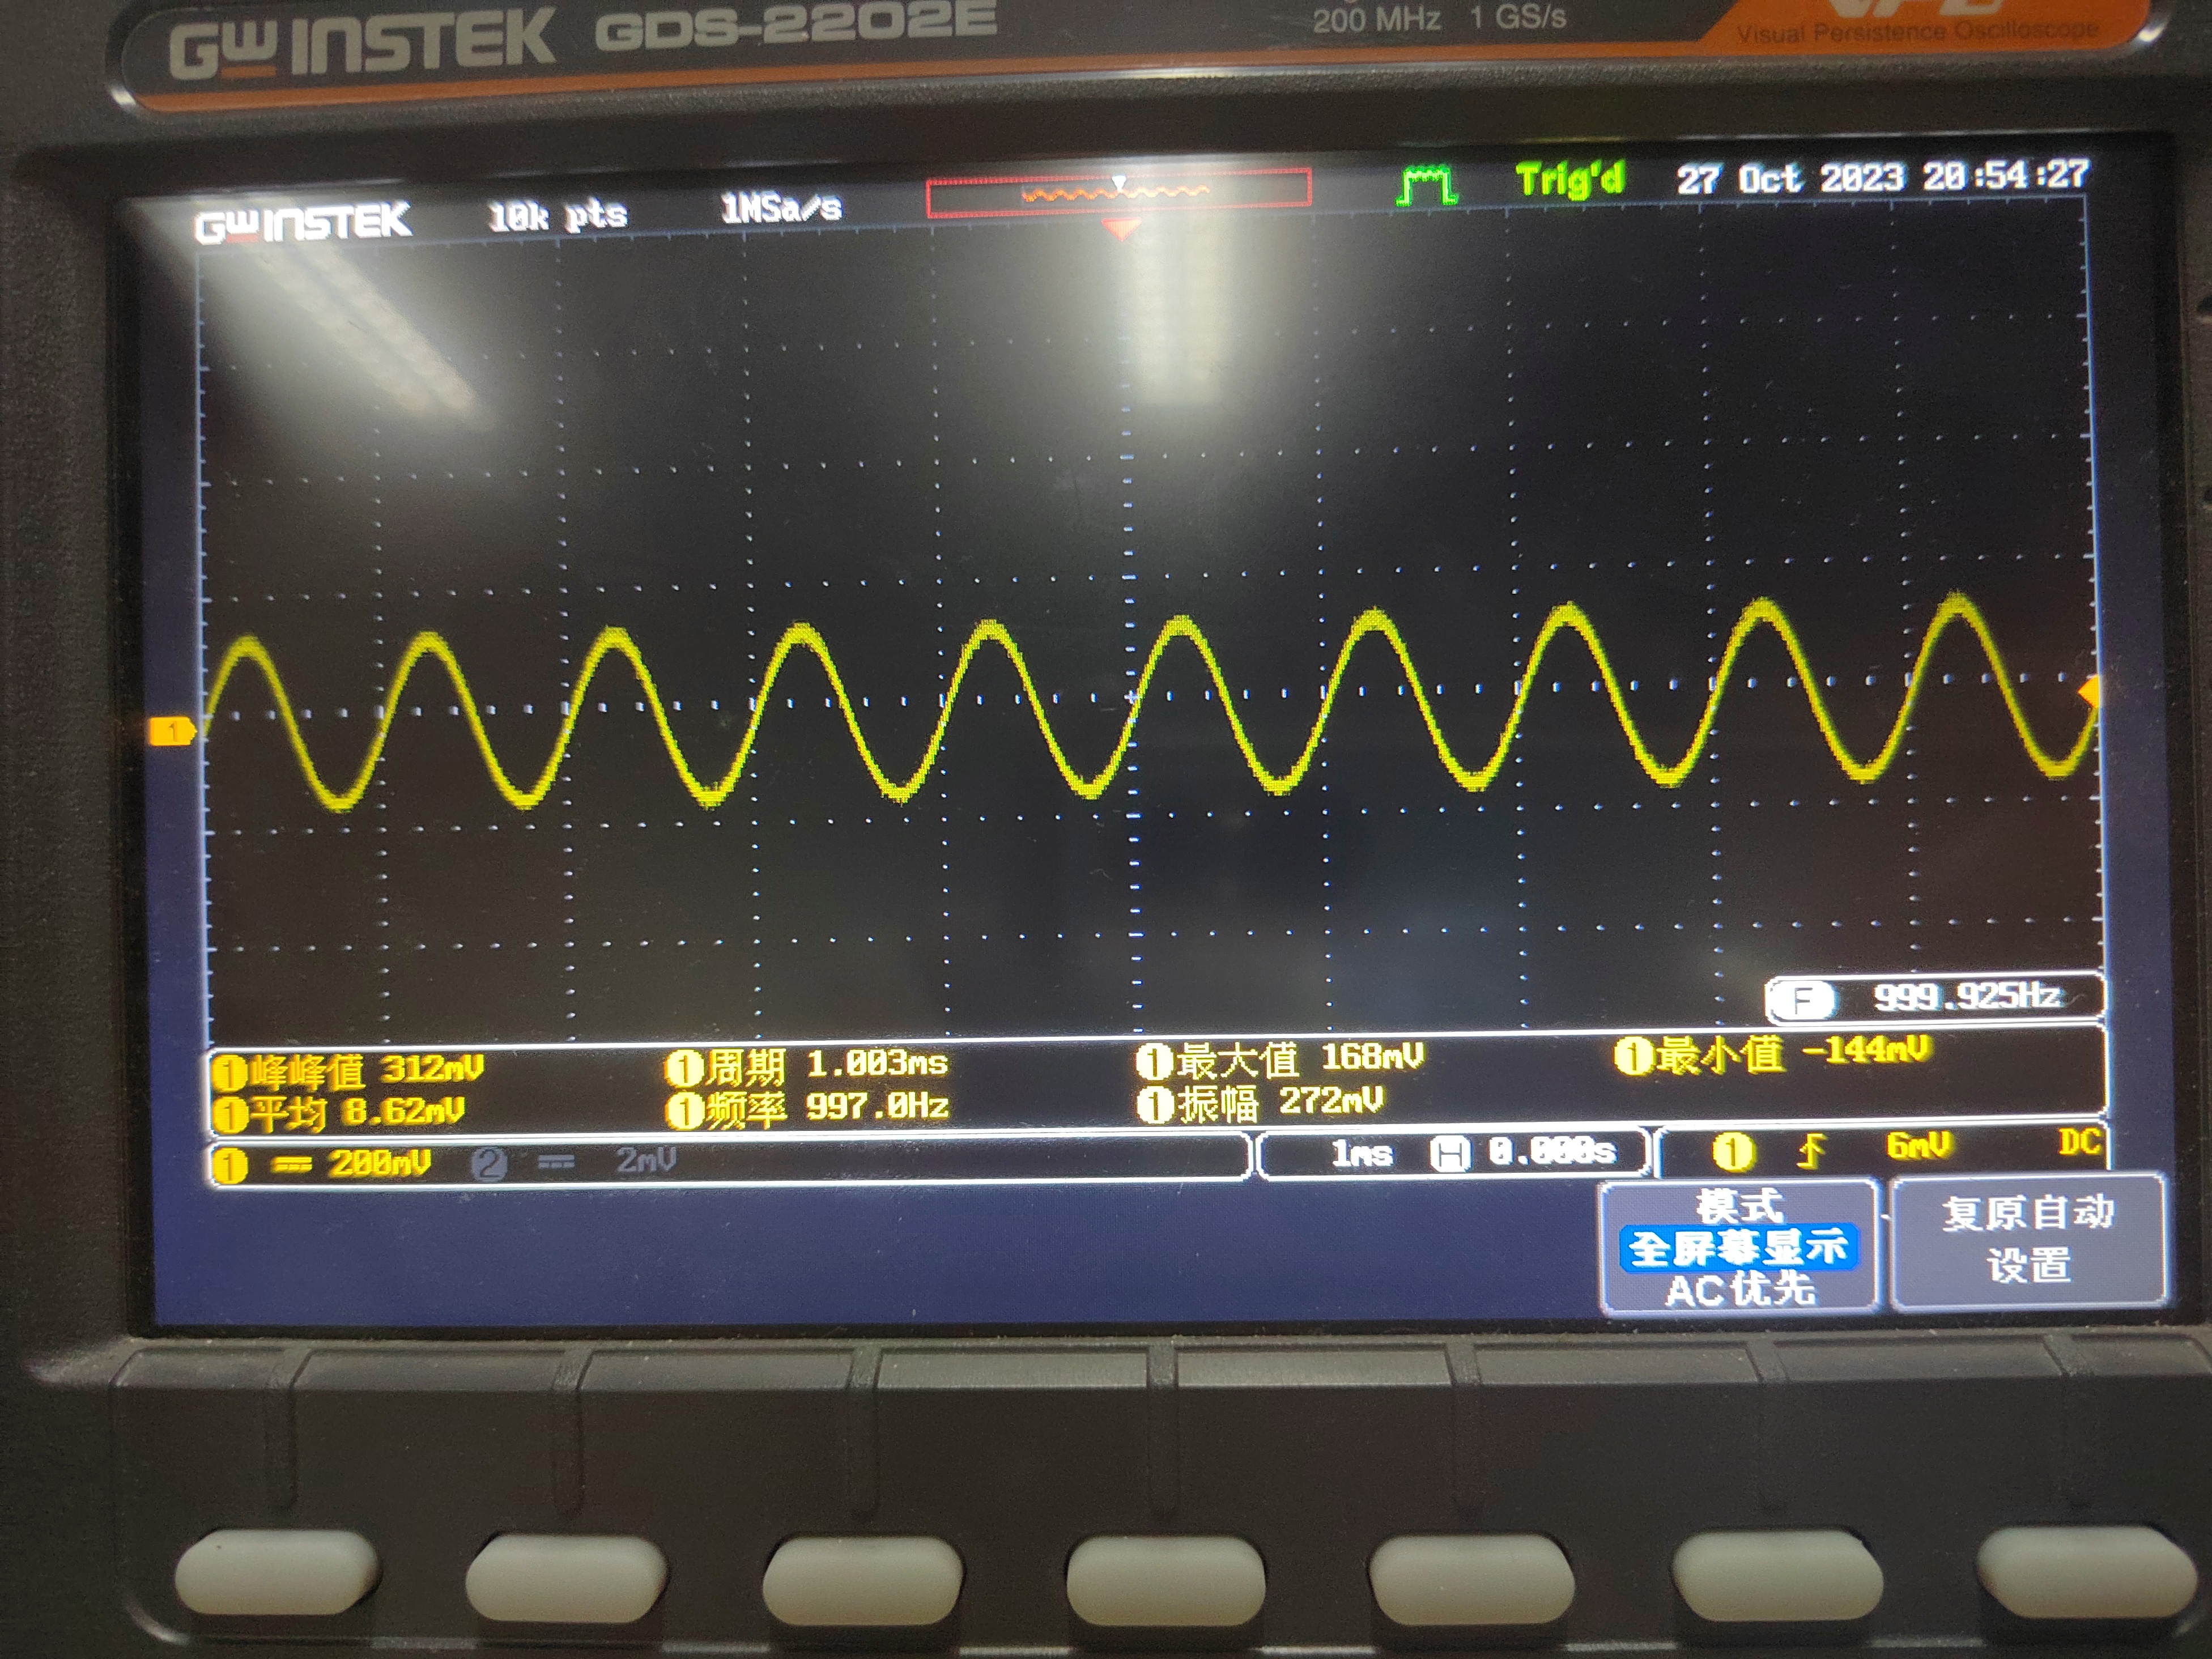 GW INSTEK GDS-2202E 200 MHz 1 GS/s
Visual Persistence Oscilloscope
GW INSTEK 10k pts 1MSa/s Trig'd 27 Oct 2023 20:54:27
1
F 999.925Hz
1 峰峰值 312mV 1 周期 1.003ms 1 最大值 168mV 1 最小值 -144mV
1 平均 8.62mV 1 频率 997.0Hz 1 振幅 272mV
1 200mV 2 2mV 1ms H 0.000s 1 6mV DC
模式
全屏幕显示
AC优先
复原自动
设置